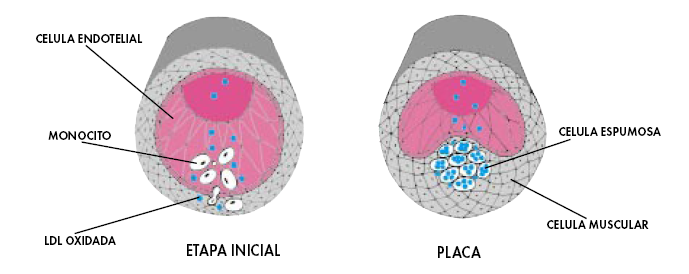 CELULA ENDOTELIAL
MONOCITO
LDL OXIDADA
ETAPA INICIAL
CELULA ESPUMOSA
CELULA MUSCULAR
PLACA